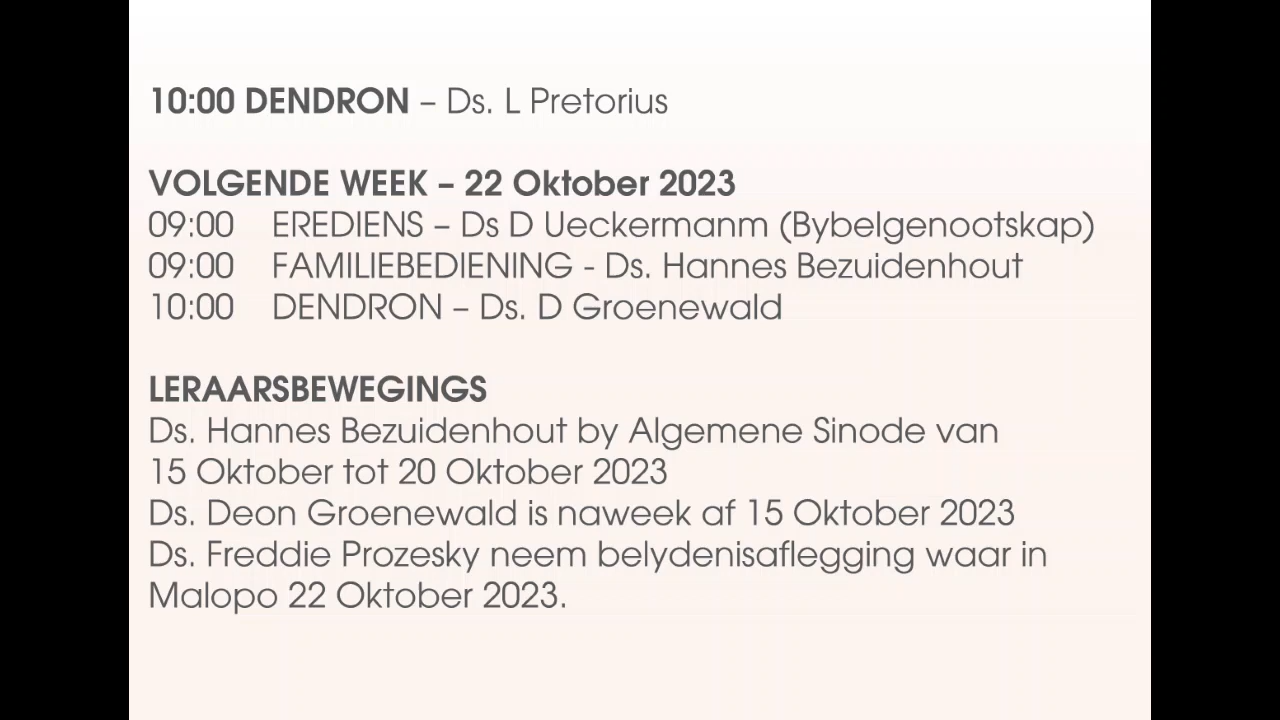 10:00 DENDRON – Ds. L Pretorius
VOLGENDE WEEK – 22 Oktober 2023
09:00 EREDIENS – Ds D Ueckermanm (Bybelgenootskap)
09:00 FAMILIEBEDIENING - Ds. Hannes Bezuidenhout
10:00 DENDRON – Ds. D Groenewald
LERAARSBEWEGINGS
Ds. Hannes Bezuidenhout by Algemene Sinode van
15 Oktober tot 20 Oktober 2023
Ds. Deon Groenewald is naweek af 15 Oktober 2023
Ds. Freddie Prozesky neem belydenisaflegging waar in
Malopo 22 Oktober 2023.